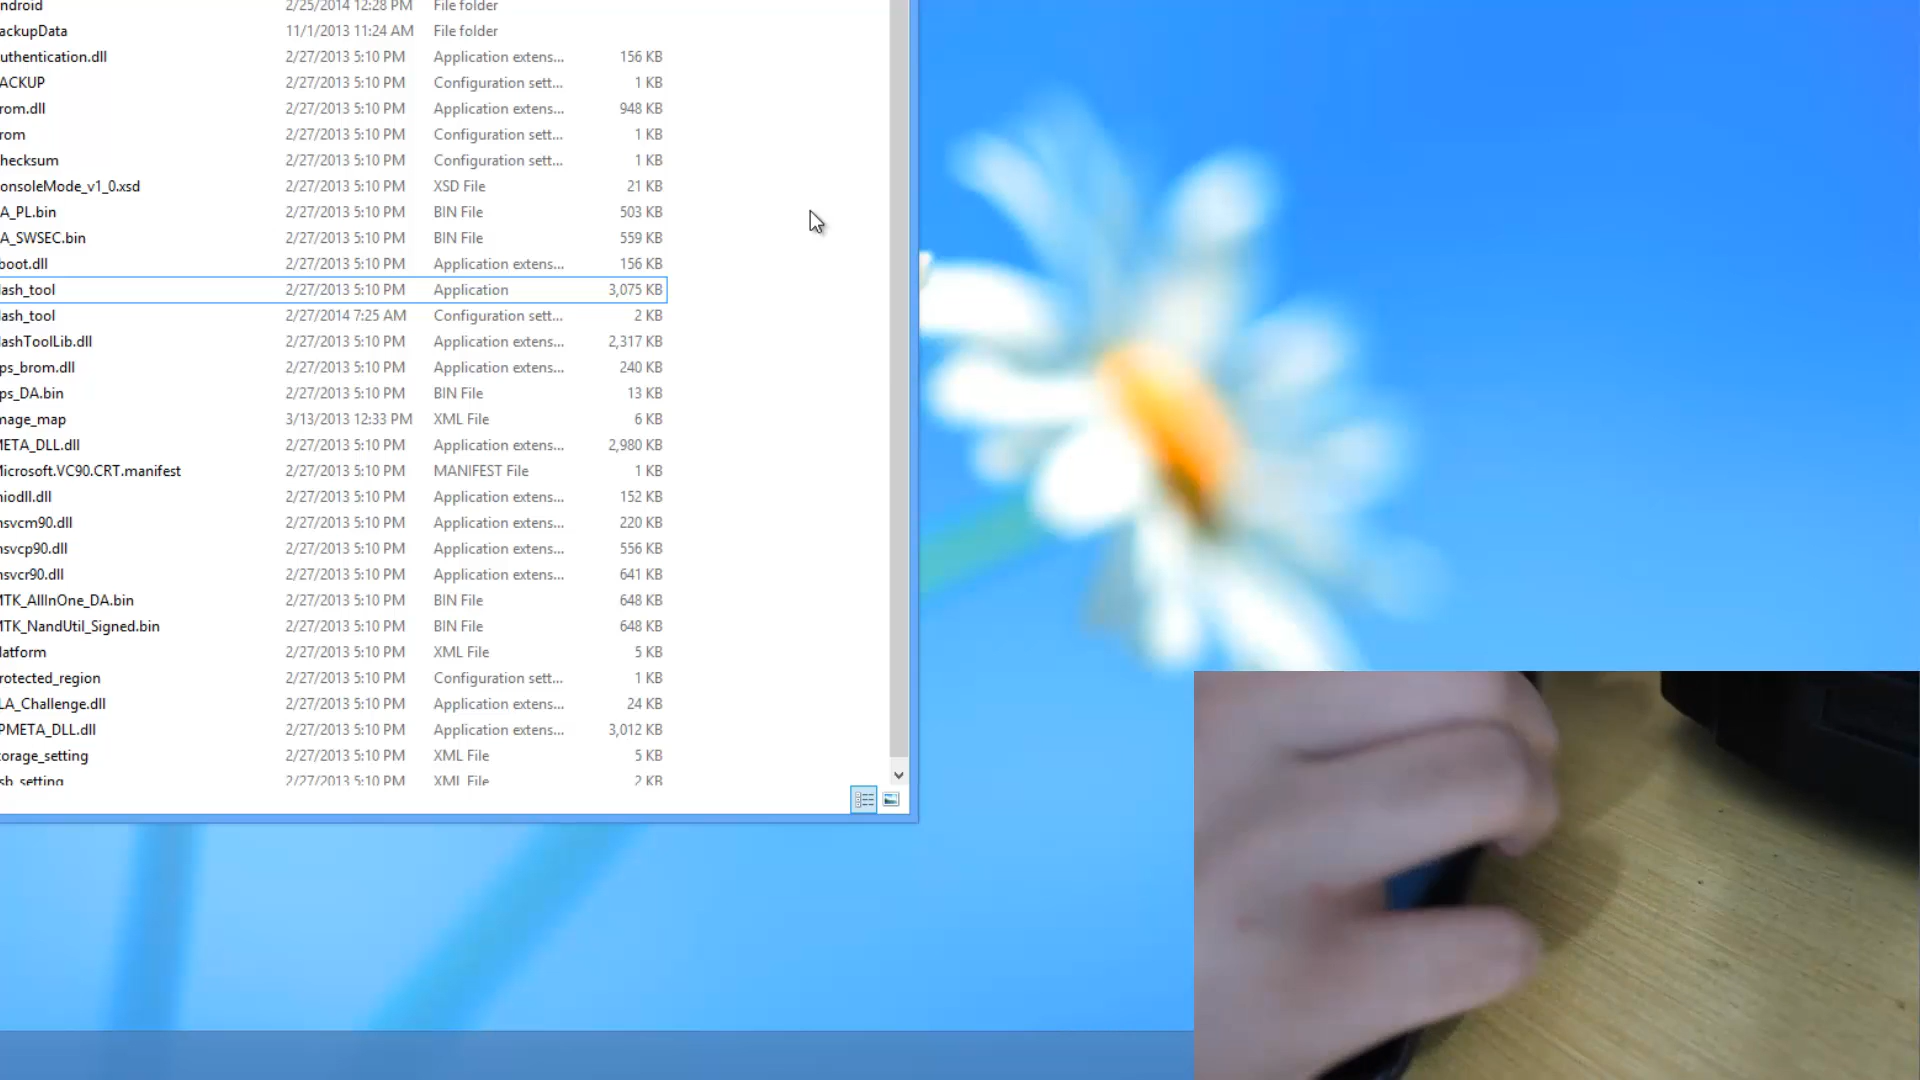 ndroid 2/25/2014 12:28 PM File folder
ackupData 11/1/2013 11:24 AM File folder
uthentication.dll 2/27/2013 5:10 PM Application extens... 156 KB
ACKUP 2/27/2013 5:10 PM Configuration sett... 1 KB
rom.dll 2/27/2013 5:10 PM Application extens... 948 KB
rom 2/27/2013 5:10 PM Configuration sett... 1 KB
hecksum 2/27/2013 5:10 PM Configuration sett... 1 KB
onsoleMode_v1_0.xsd 2/27/2013 5:10 PM XSD File 21 KB
A_PL.bin 2/27/2013 5:10 PM BIN File 503 KB
A_SWSEC.bin 2/27/2013 5:10 PM BIN File 559 KB
boot.dll 2/27/2013 5:10 PM Application extens... 156 KB
lash_tool 2/27/2013 5:10 PM Application 3,075 KB
lash_tool 2/27/2014 7:25 AM Configuration sett... 2 KB
lashToolLib.dll 2/27/2013 5:10 PM Application extens... 2,317 KB
ps_brom.dll 2/27/2013 5:10 PM Application extens... 240 KB
ps_DA.bin 2/27/2013 5:10 PM BIN File 13 KB
mage_map 3/13/2013 12:33 PM XML File 6 KB
META_DLL.dll 2/27/2013 5:10 PM Application extens... 2,980 KB
Microsoft.VC90.CRT.manifest 2/27/2013 5:10 PM MANIFEST File 1 KB
niodll.dll 2/27/2013 5:10 PM Application extens... 152 KB
nsvcm90.dll 2/27/2013 5:10 PM Application extens... 220 KB
nsvcp90.dll 2/27/2013 5:10 PM Application extens... 556 KB
nsvcr90.dll 2/27/2013 5:10 PM Application extens... 641 KB
MTK_AllInOne_DA.bin 2/27/2013 5:10 PM BIN File 648 KB
MTK_NandUtil_Signed.bin 2/27/2013 5:10 PM BIN File 648 KB
latform 2/27/2013 5:10 PM XML File 5 KB
rotected_region 2/27/2013 5:10 PM Configuration sett... 1 KB
LA_Challenge.dll 2/27/2013 5:10 PM Application extens... 24 KB
PMETA_DLL.dll 2/27/2013 5:10 PM Application extens... 3,012 KB
torage_setting 2/27/2013 5:10 PM XML File 5 KB
sb_setting 2/27/2013 5:10 PM XML File 2 KB